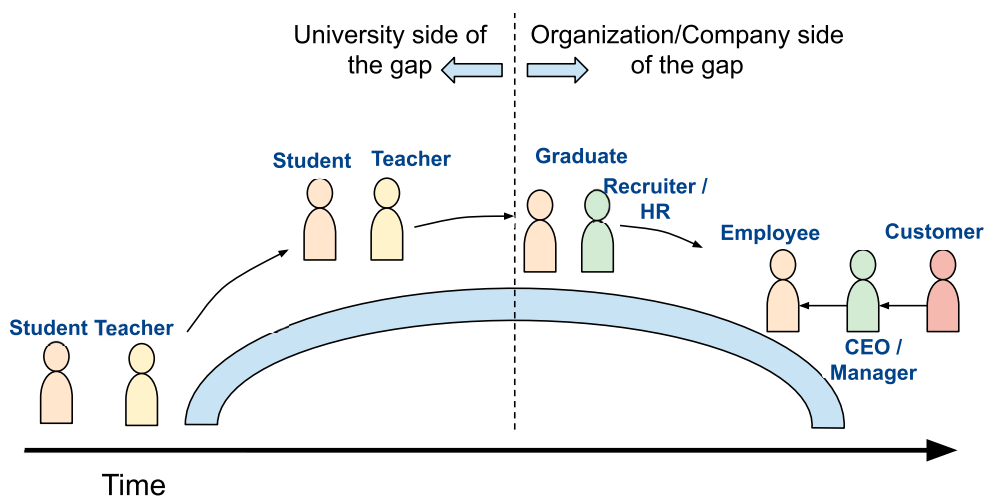 University side of
the gap
Organization/Company side
of the gap
Student
Teacher
Graduate
Recruiter /
HR
Employee
Customer
Student Teacher
CEO /
Manager
Time